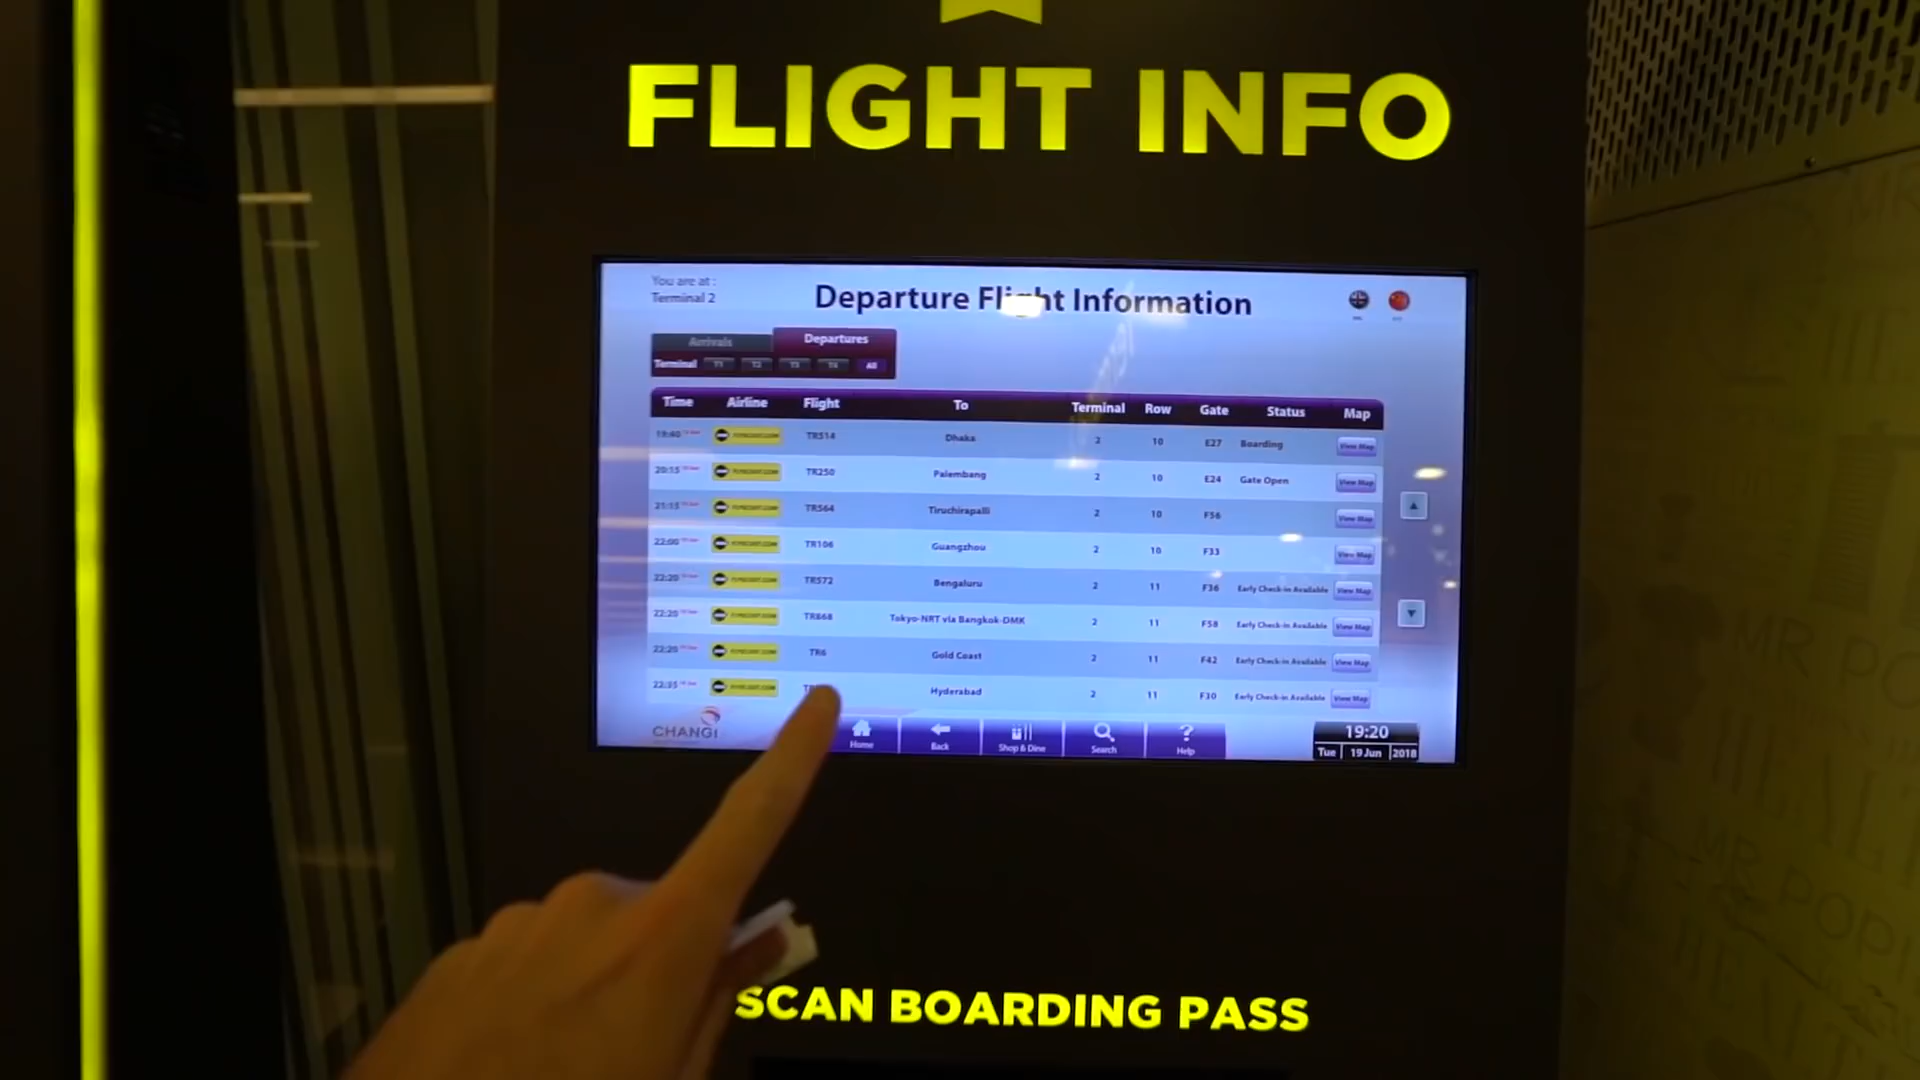 FLIGHT INFO
You are at :
Terminal 2
Departure Flight Information
Arrivals Departures
Terminal T1 T2 T3 T4 All
Time Airline Flight To Terminal Row Gate Status Map
19:40 TR514 Dhaka 2 10 E27 Boarding View Map
20:15 TR250 Palembang 2 10 E24 Gate Open View Map
21:15 TR564 Tiruchirapalli 2 10 F56 View Map
22:00 TR106 Guangzhou 2 10 F33 View Map
22:20 TR572 Bengaluru 2 11 F36 Early Check-in Available View Map
22:20 TR868 Tokyo-NRT via Bangkok-DMK 2 11 F58 Early Check-in Available View Map
22:20 TR6 Gold Coast 2 11 F42 Early Check-in Available View Map
22:35 Hyderabad 2 11 F30 Early Check-in Available View Map
CHANGI
Home Back Shop & Dine Search Help
19:20
Tue 19 Jun 2018
SCAN BOARDING PASS
MR PO
MR POPI